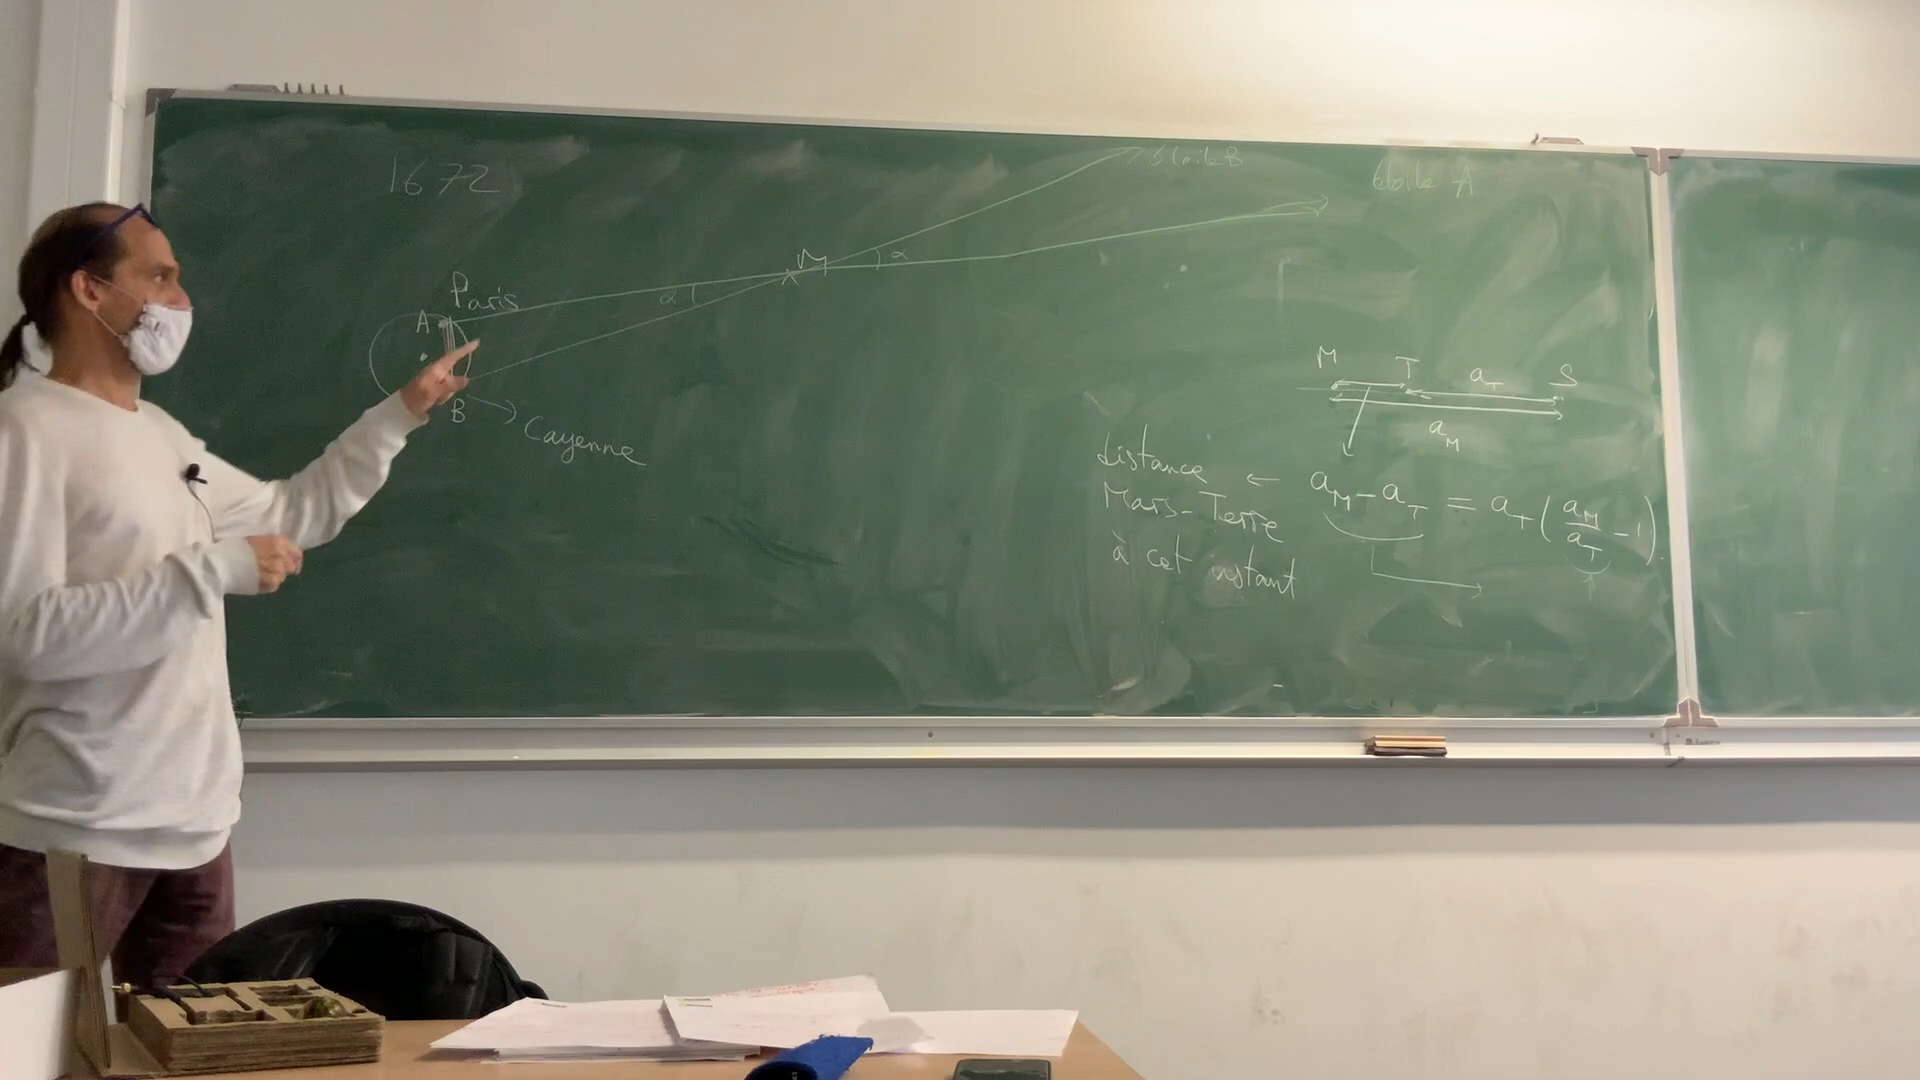 1672
étoile B
étoile A
M
α
α
Paris
A
B
Cayenne
M T a_T S
a_M
distance ← a_M - a_T = a_T (a_M/a_T - 1).
Mars-Terre
à cet instant